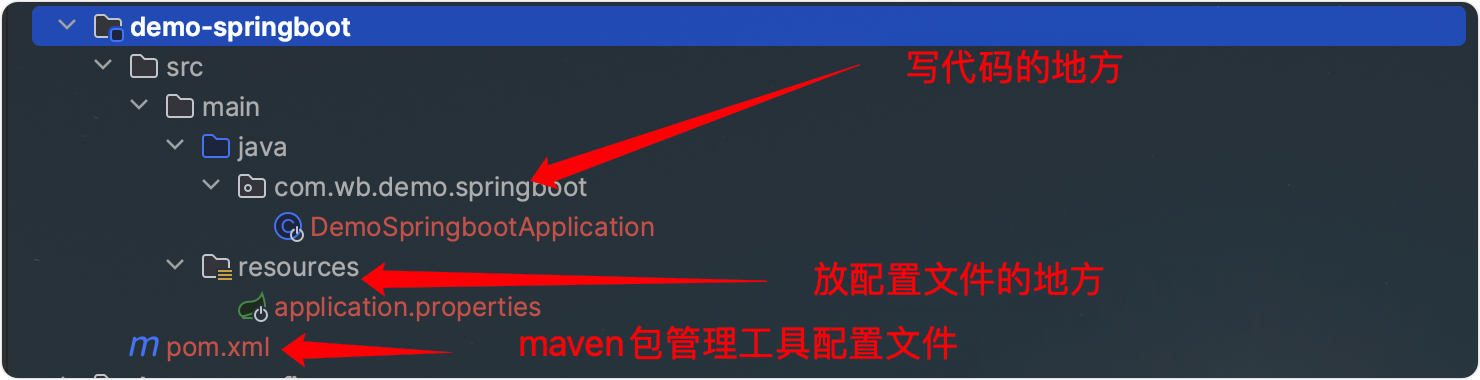 demo-springboot
src
写代码的地方
main
java
com.wb.demo.springboot
DemoSpringbootApplication
resources
放配置文件的地方
application.properties
m pom.xml
maven包管理工具配置文件